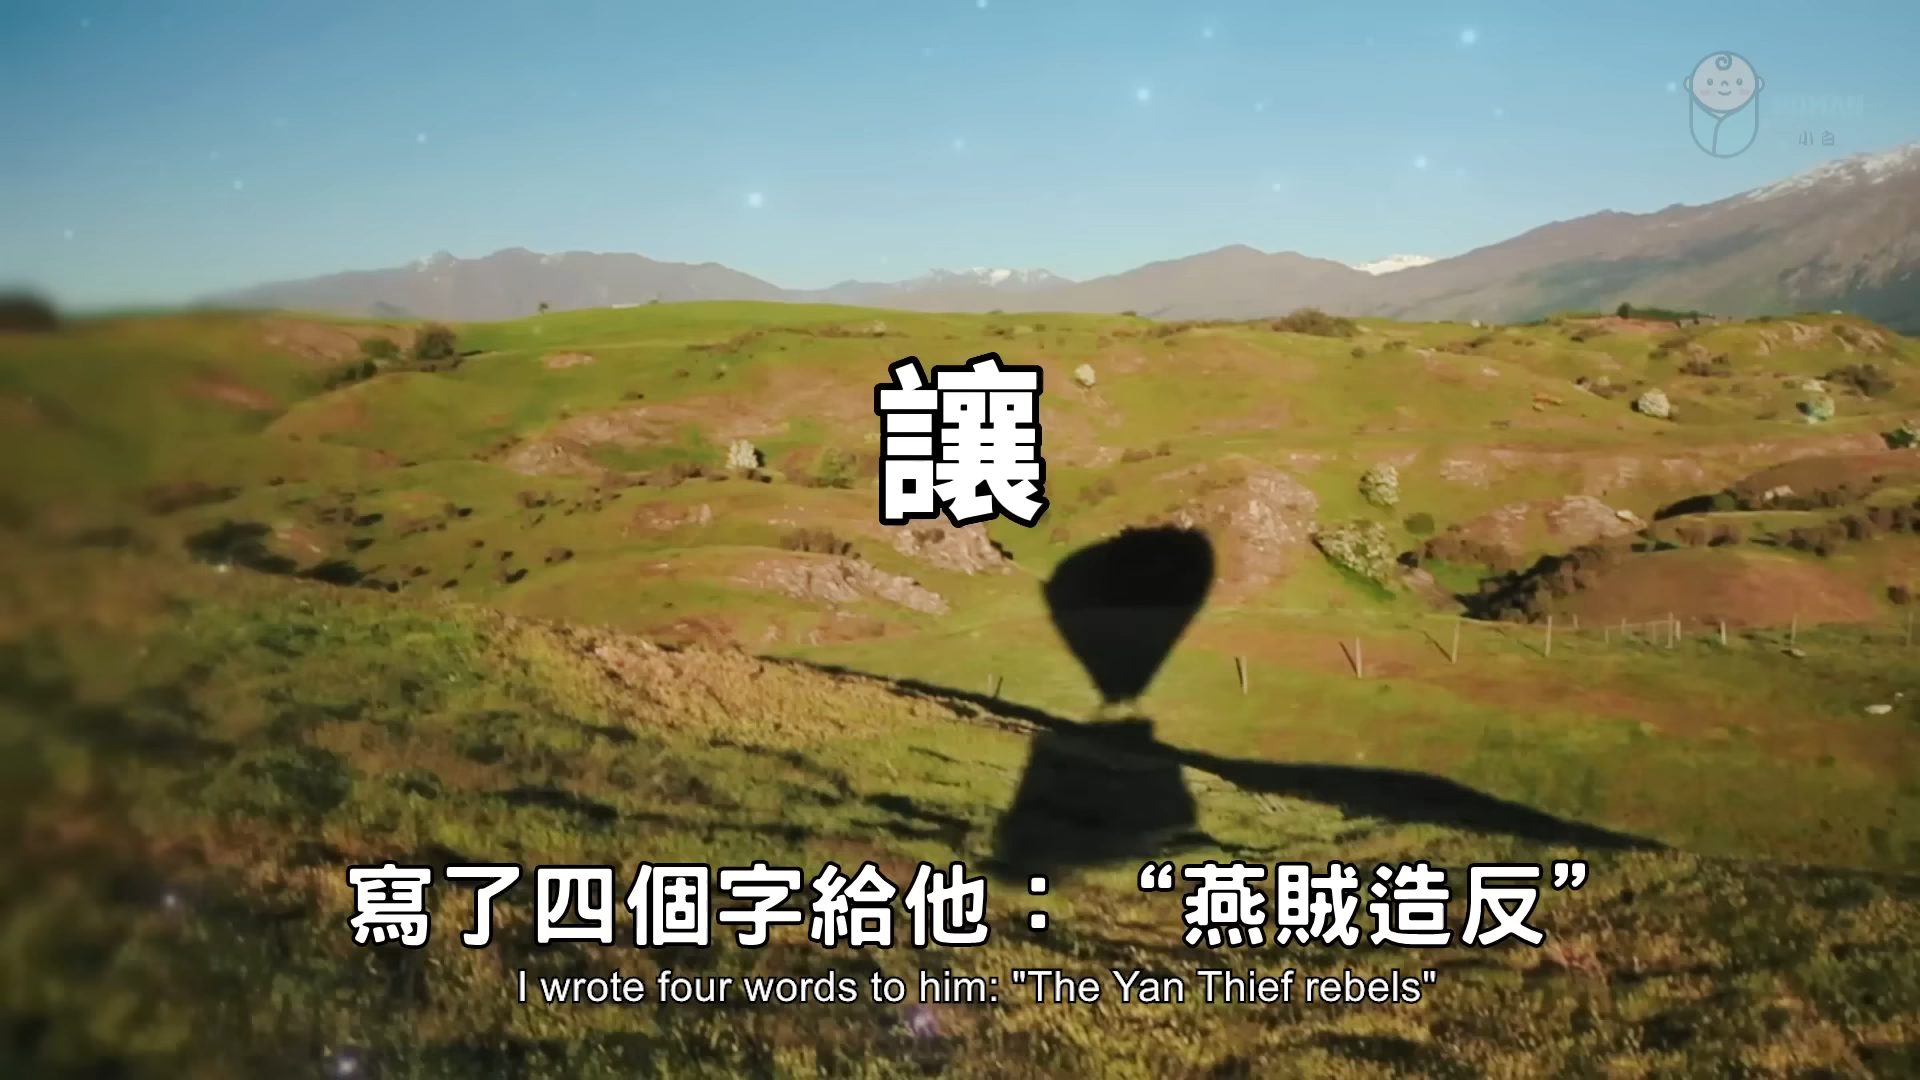 小白
讓
寫了四個字給他：“燕賊造反”
I wrote four words to him: "The Yan Thief rebels"